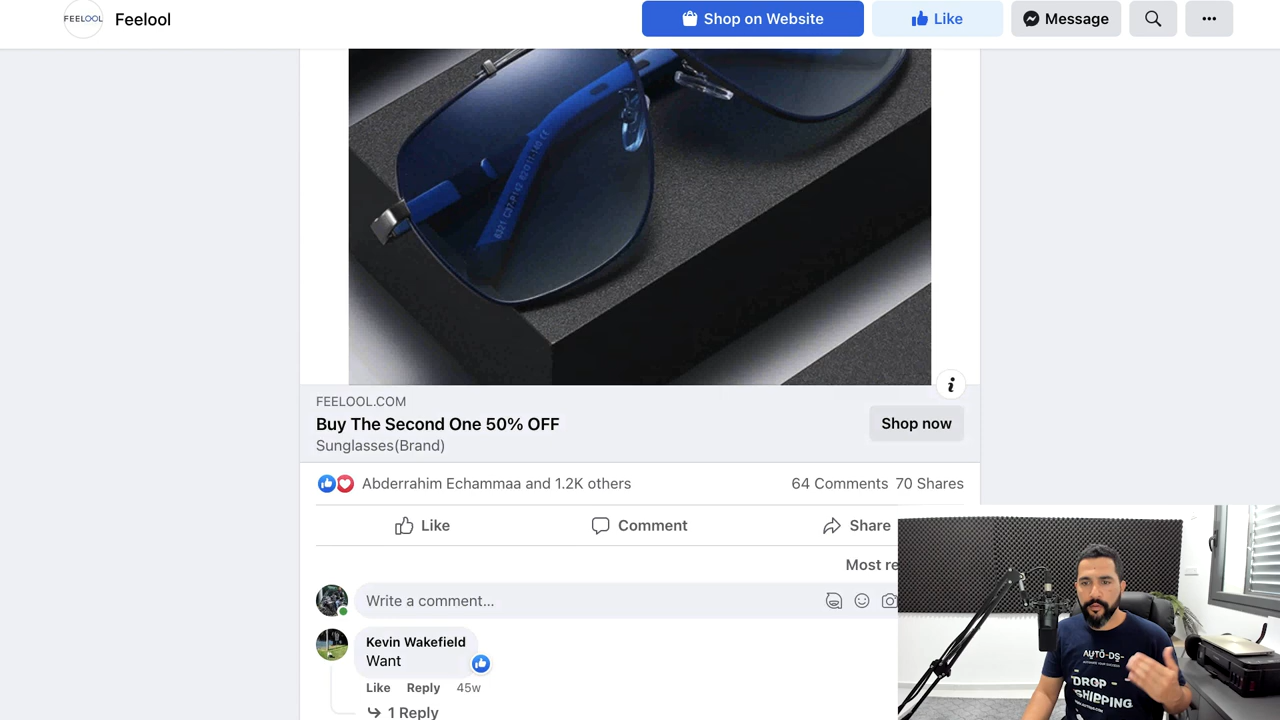 FEELOOL
Feelool
Shop on Website
Like
Message
FEELOOL.COM
Buy The Second One 50% OFF
Shop now
Sunglasses(Brand)
Abderrahim Echammaa and 1.2K others
64 Comments 70 Shares
Like
Comment
Share
Most re
Write a comment...
Kevin Wakefield
Want
Like Reply 45w
1 Reply
AUTO-DS-
DROP -
SHIPPING